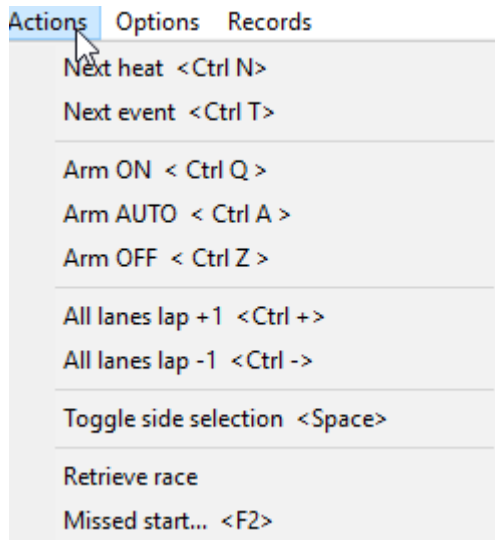 Actions Options Records
Next heat <Ctrl N>
Next event <Ctrl T>
Arm ON < Ctrl Q >
Arm AUTO < Ctrl A >
Arm OFF < Ctrl Z >
All lanes lap +1 <Ctrl +>
All lanes lap -1 <Ctrl ->
Toggle side selection <Space>
Retrieve race
Missed start... <F2>